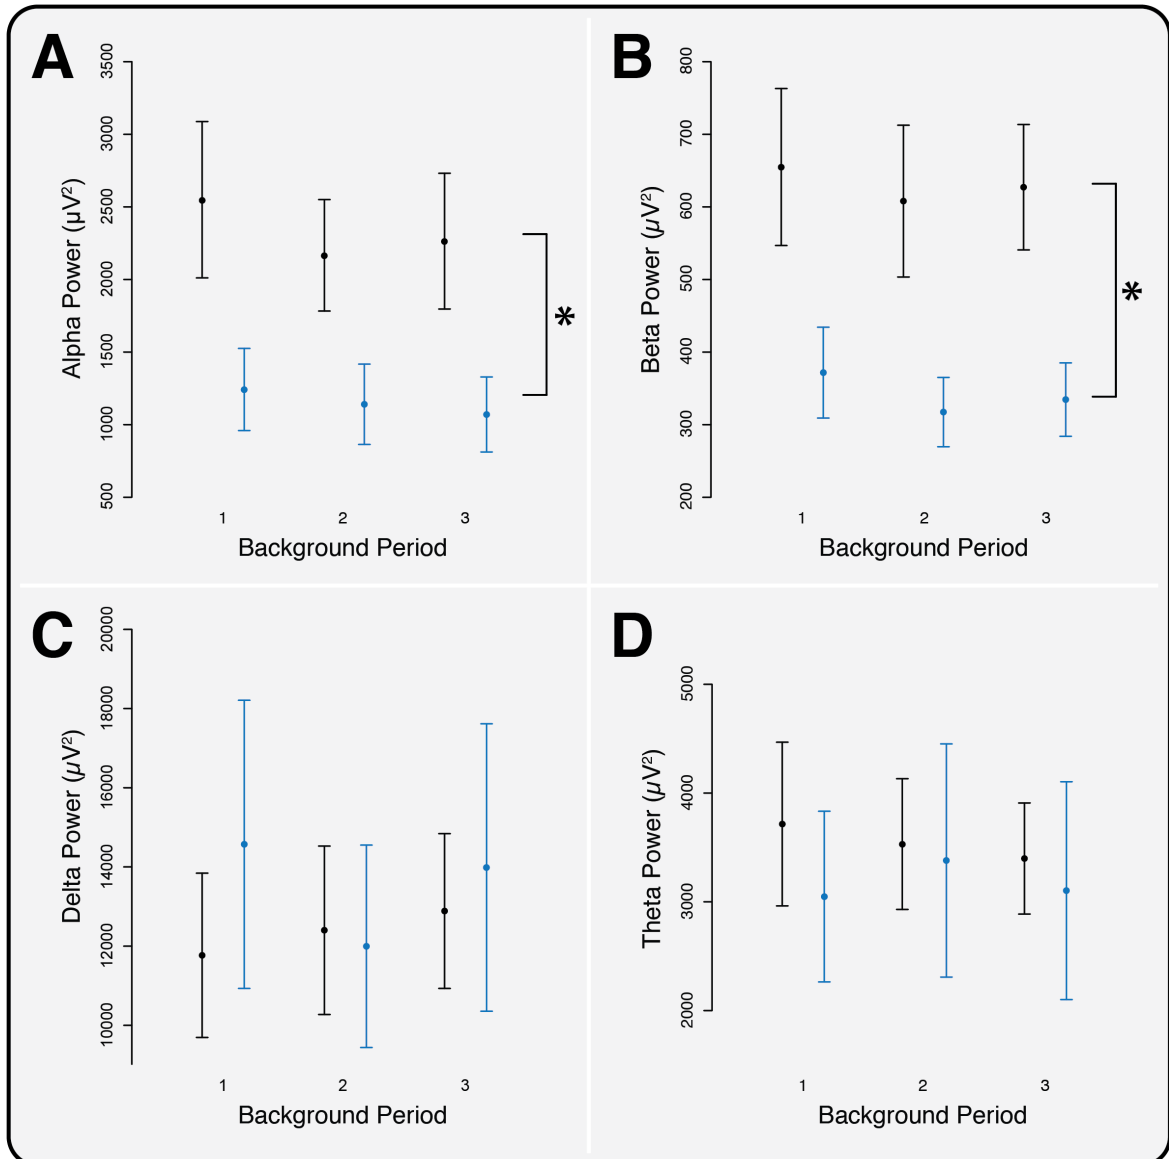 A
3500
3000
2500
2000
1500
1000
500
Alpha Power (µV²)
1 2 3
Background Period
*
B
800
700
600
500
400
300
200
Beta Power (µV²)
1 2 3
Background Period
*
C
20000
18000
16000
14000
12000
10000
Delta Power (µV²)
1 2 3
Background Period
D
5000
4000
3000
2000
Theta Power (µV²)
1 2 3
Background Period